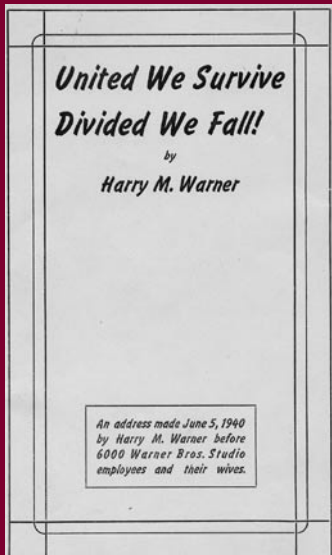 United We Survive
Divided We Fall!
by
Harry M. Warner
An address made June 5, 1940
by Harry M. Warner before
6000 Warner Bros. Studio
employees and their wives.